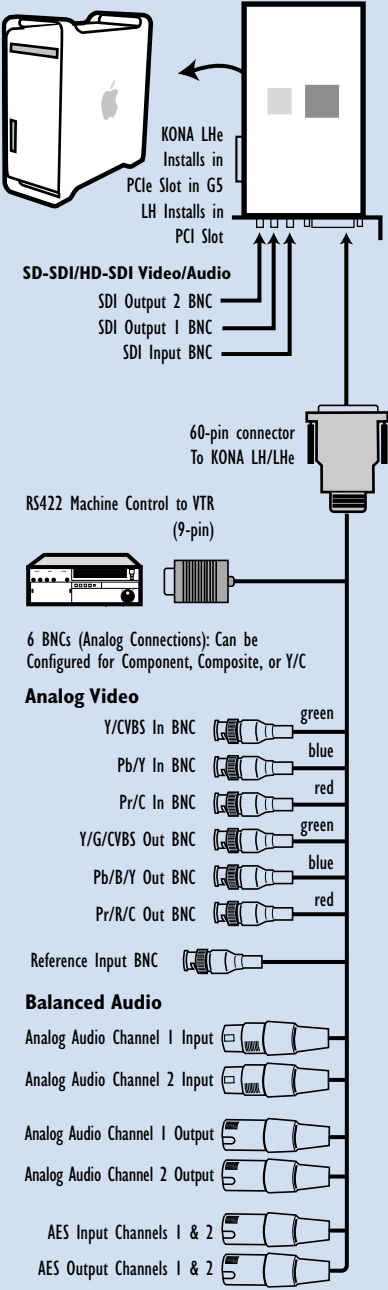 KONA LHe
Installs in
PCIe Slot in G5
LH Installs in
PCI Slot
SD-SDI/HD-SDI Video/Audio
SDI Output 2 BNC
SDI Output 1 BNC
SDI Input BNC
60-pin connector
To KONA LH/LHe
RS422 Machine Control to VTR
(9-pin)
6 BNCs (Analog Connections): Can be
Configured for Component, Composite, or Y/C
Analog Video
Y/CVBS In BNC green
Pb/Y In BNC blue
Pr/C In BNC red
Y/G/CVBS Out BNC green
Pb/B/Y Out BNC blue
Pr/R/C Out BNC red
Reference Input BNC
Balanced Audio
Analog Audio Channel 1 Input
Analog Audio Channel 2 Input
Analog Audio Channel 1 Output
Analog Audio Channel 2 Output
AES Input Channels 1 & 2
AES Output Channels 1 & 2